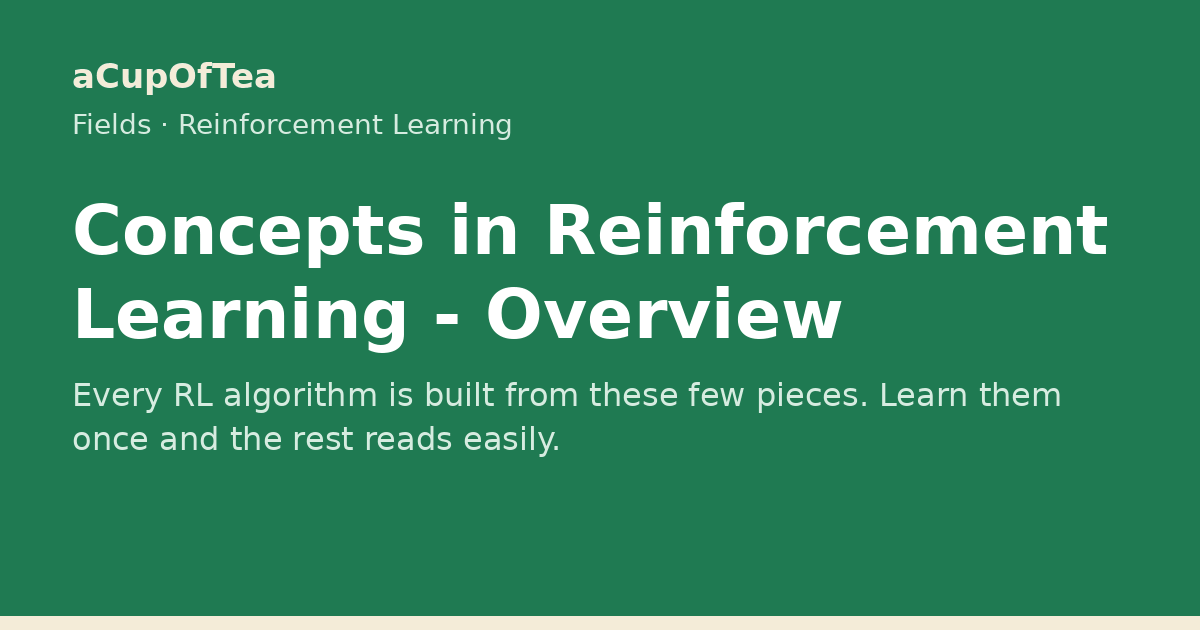 aCupOfTea
Fields · Reinforcement Learning
Concepts in Reinforcement
Learning - Overview
Every RL algorithm is built from these few pieces. Learn them
once and the rest reads easily.